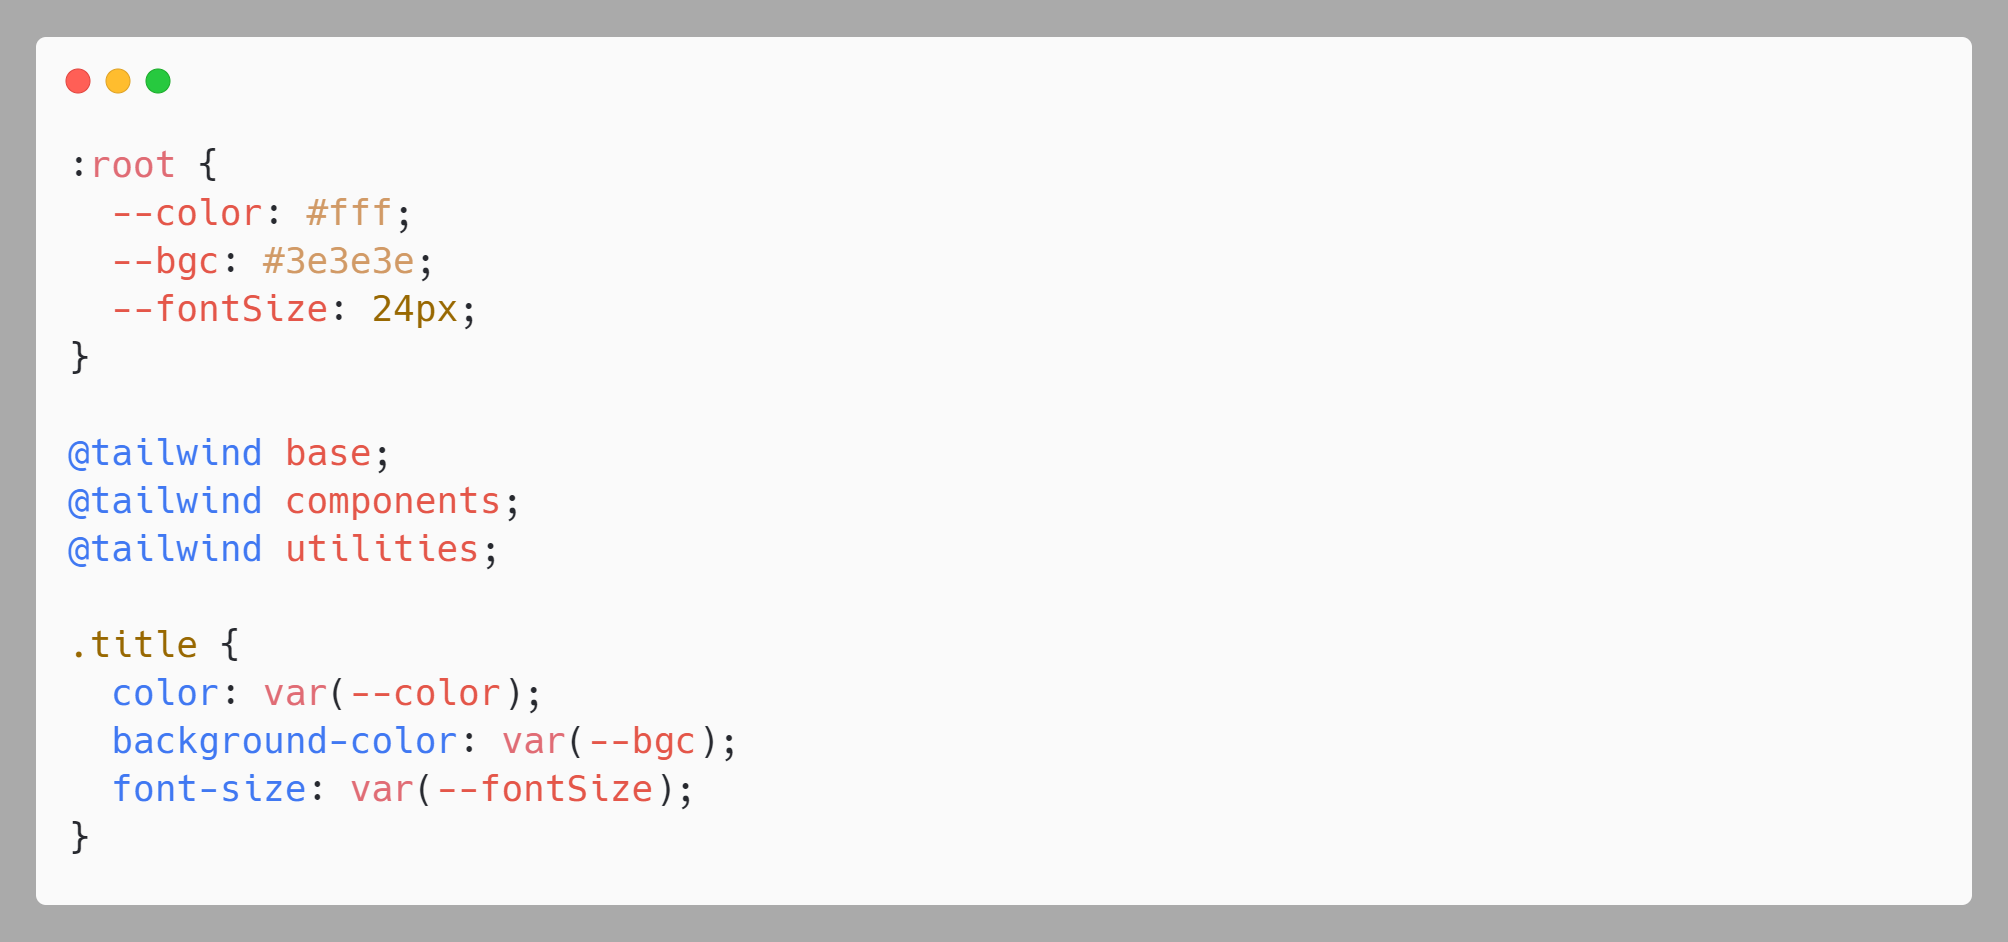 :root {
  --color: #fff;
  --bgc: #3e3e3e;
  --fontSize: 24px;
}

@tailwind base;
@tailwind components;
@tailwind utilities;

.title {
  color: var(--color);
  background-color: var(--bgc);
  font-size: var(--fontSize);
}